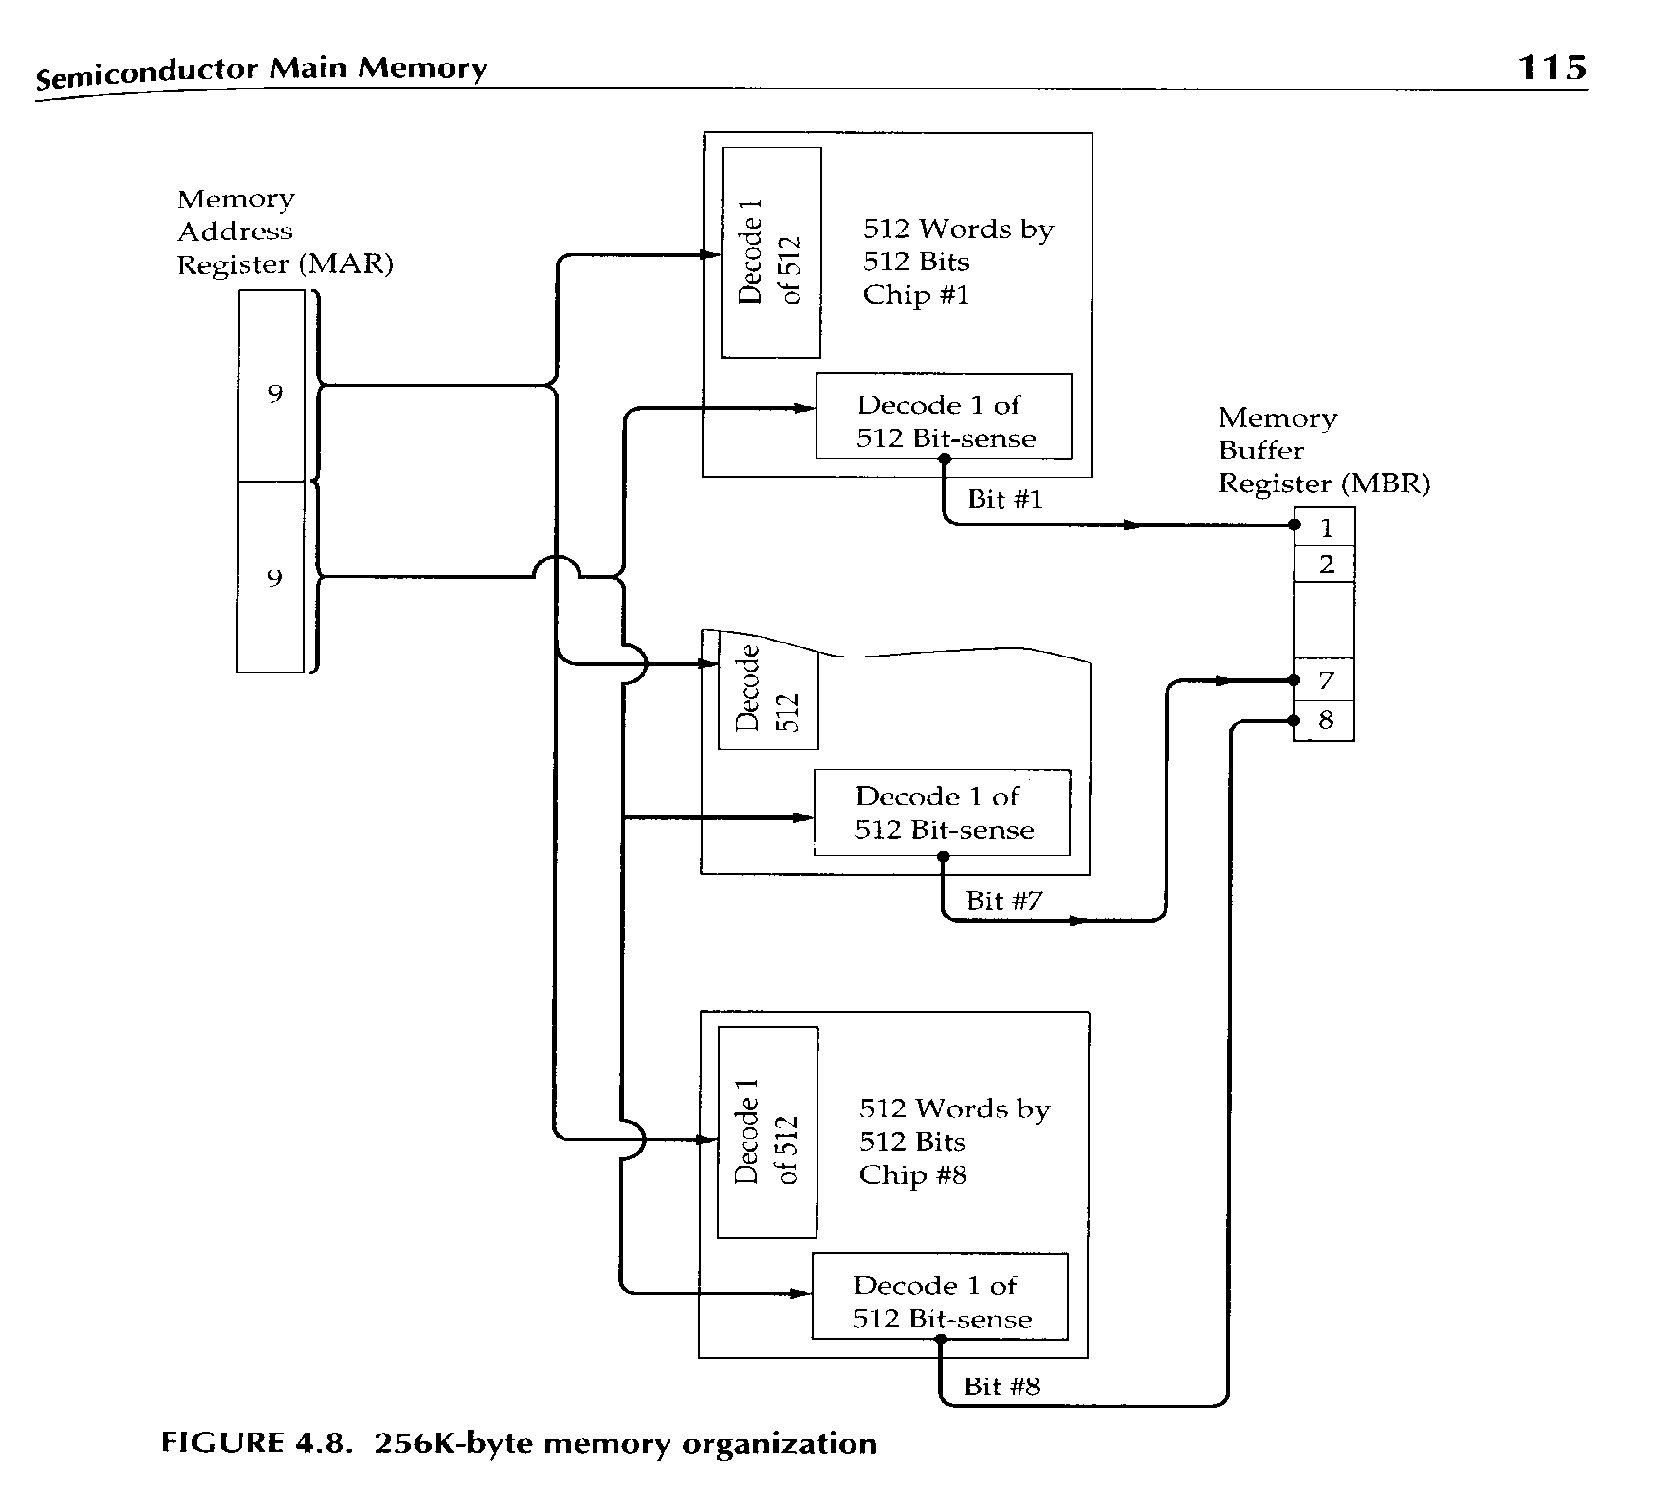 Semiconductor Main Memory 115
Memory
Address
Register (MAR)
9
9
Decode 1
of 512
512 Words by
512 Bits
Chip #1
Decode 1 of
512 Bit-sense
Bit #1
Memory
Buffer
Register (MBR)
1
2
7
8
Decode
512
Decode 1 of
512 Bit-sense
Bit #7
Decode 1
of 512
512 Words by
512 Bits
Chip #8
Decode 1 of
512 Bit-sense
Bit #8
FIGURE 4.8. 256K-byte memory organization